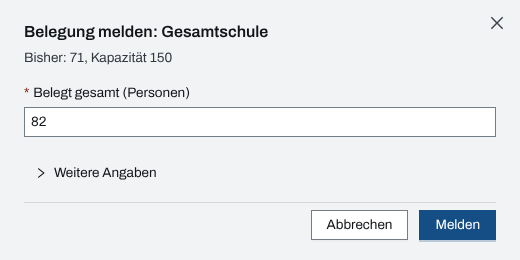 Belegung melden: Gesamtschule
Bisher: 71, Kapazität 150
* Belegt gesamt (Personen)
82
Weitere Angaben
Abbrechen
Melden